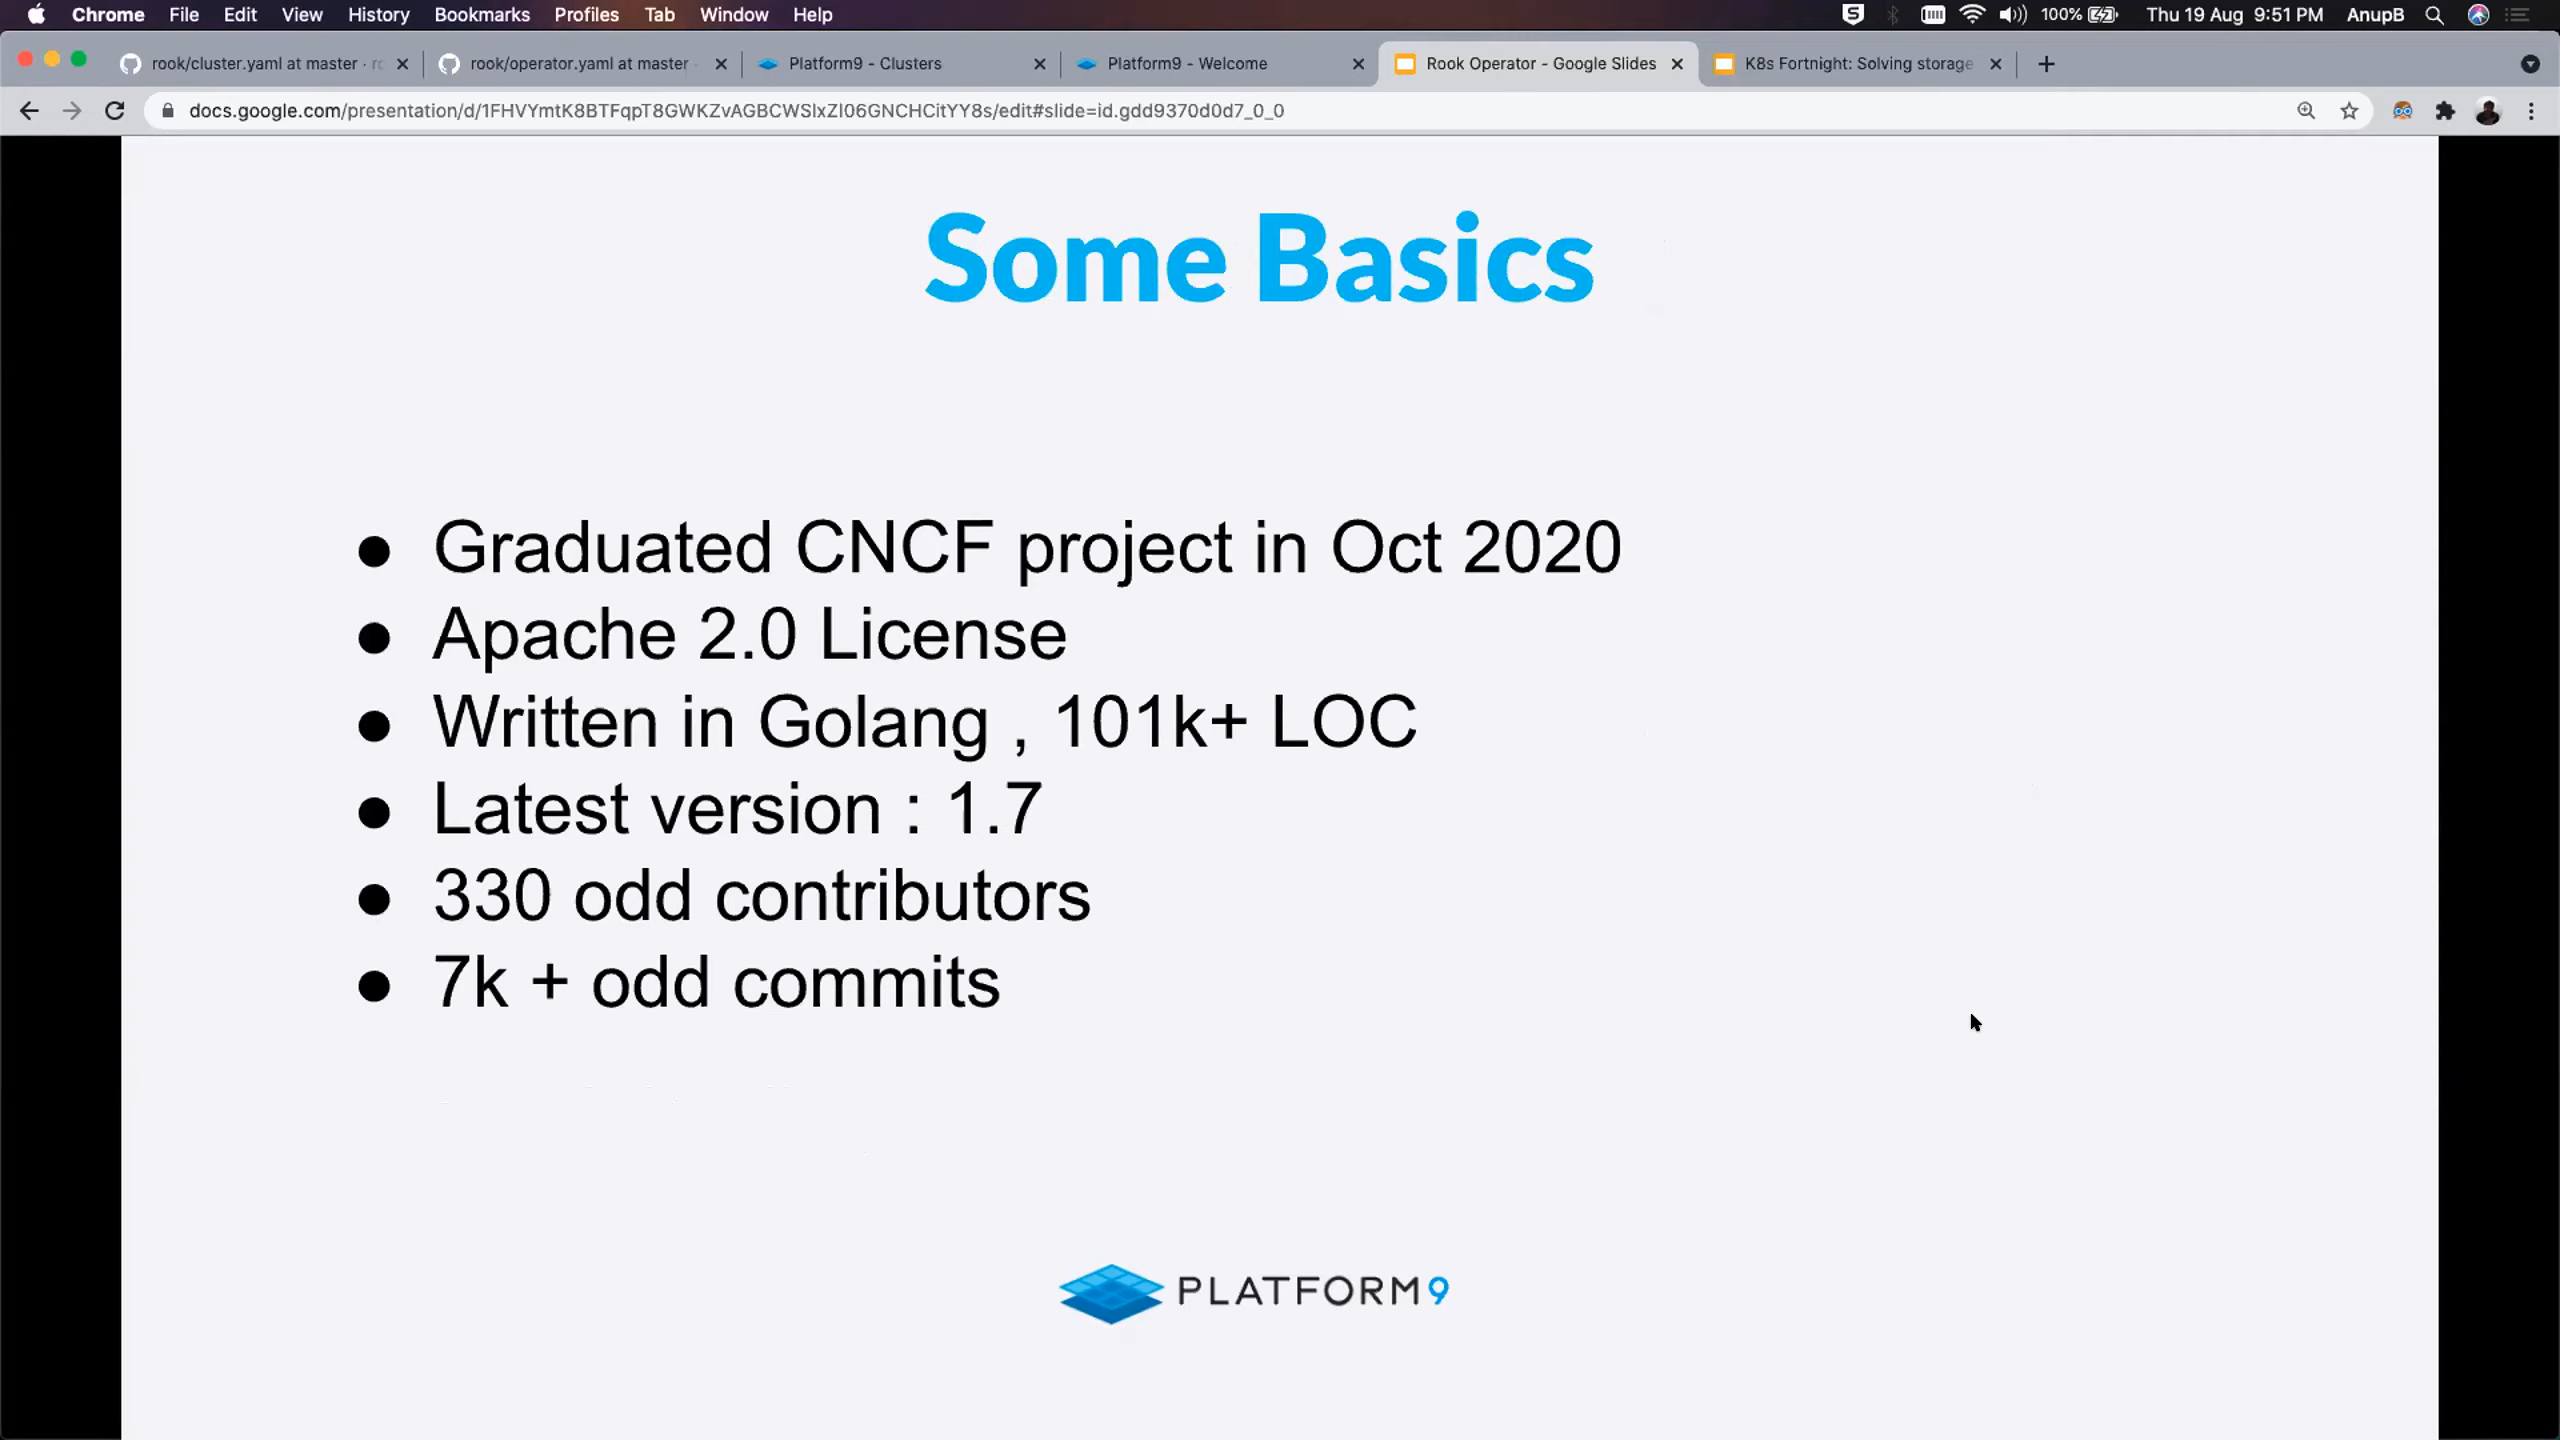 Chrome File Edit View History Bookmarks Profiles Tab Window Help 100% Thu 19 Aug 9:51 PM AnupB
rook/cluster.yaml at master · ro rook/operator.yaml at master Platform9 - Clusters Platform9 - Welcome Rook Operator - Google Slides K8s Fortnight: Solving storage
docs.google.com/presentation/d/1FHVYmtK8BTFqpT8GWKZvAGBCWSlxZl06GNCHCitYY8s/edit#slide=id.gdd9370d0d7_0_0
Some Basics
● Graduated CNCF project in Oct 2020
● Apache 2.0 License
● Written in Golang , 101k+ LOC
● Latest version : 1.7
● 330 odd contributors
● 7k + odd commits
PLATFORM9